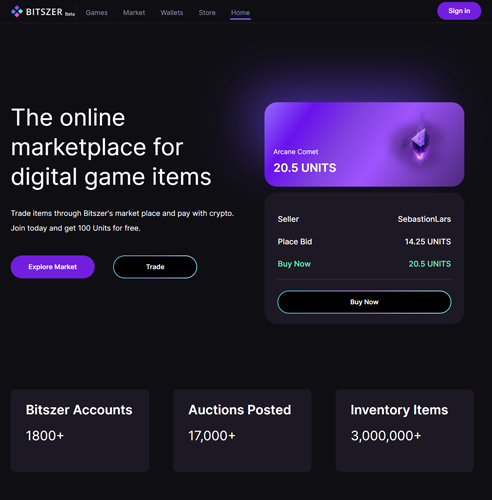 BITSZER Beta Games Market Wallets Store Home Sign in
The online
marketplace for
digital game items
Trade items through Bitszer's market place and pay with crypto.
Join today and get 100 Units for free.
Explore Market Trade
Arcane Comet
20.5 UNITS
Seller SebastionLars
Place Bid 14.25 UNITS
Buy Now 20.5 UNITS
Buy Now
Bitszer Accounts Auctions Posted Inventory Items
1800+ 17,000+ 3,000,000+